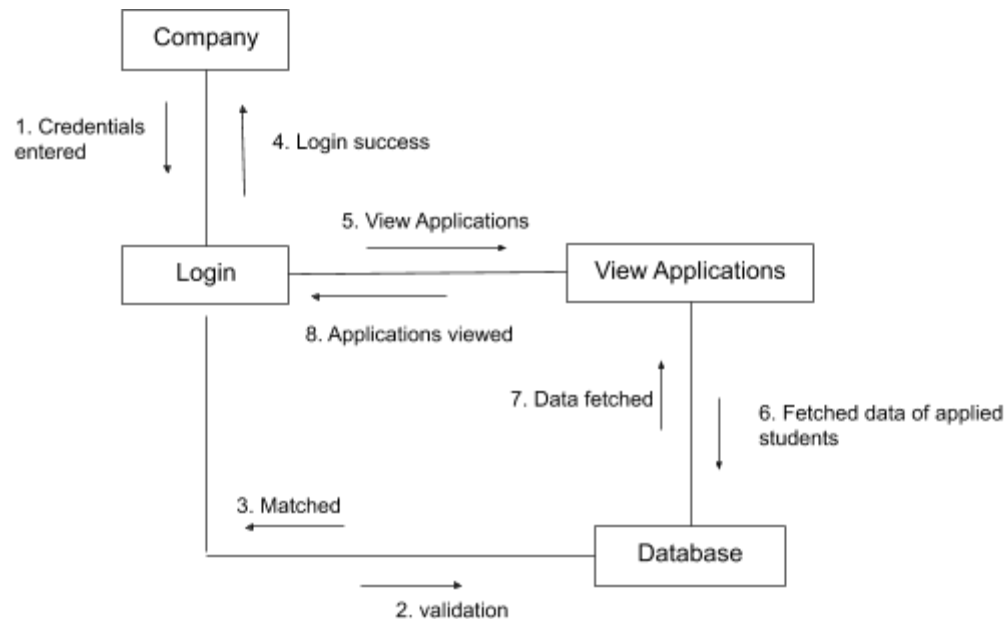 Company
1. Credentials
entered
4. Login success
5. View Applications
Login
View Applications
8. Applications viewed
7. Data fetched
6. Fetched data of applied
students
3. Matched
Database
2. validation